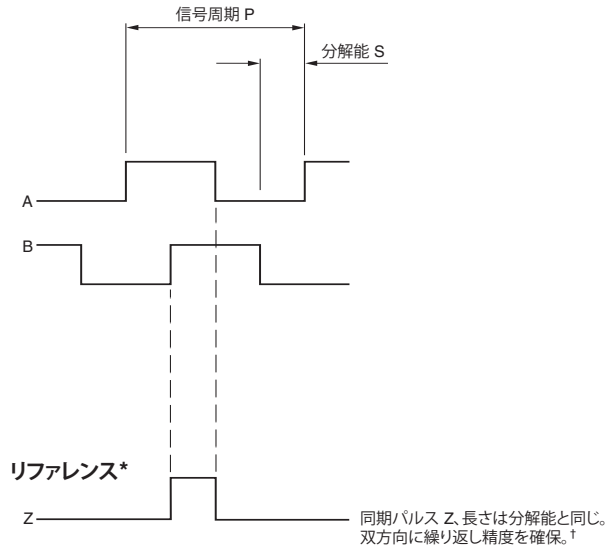 信号周期 P
分解能 S
A
B
リファレンス*
Z
同期パルス Z、長さは分解能と同じ。
双方向に繰り返し精度を確保。†